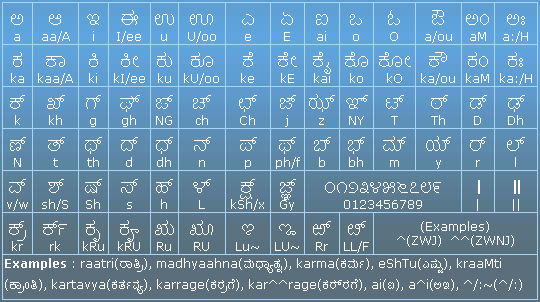 ಅ ಆ ಇ ಈ ಉ ಊ ಎ ಏ ಐ ಒ ಓ ಔ ಅಂ ಅಃ
a aa/A i I/ee u U/oo e E ai o O a/ou aM a:/H
ಕ ಕಾ ಕಿ ಕೀ ಕು ಕೂ ಕೆ ಕೇ ಕೈ ಕೊ ಕೋ ಕೌ ಕಂ ಕಃ
ka kaa/A ki kI/ee ku kU/oo ke kE kai ko kO ka/ou kaM ka:/H
ಕ್ ಖ್ ಗ್ ಘ್ ಙ್ ಚ್ ಛ್ ಜ್ ಝ್ ಞ್ ಟ್ ಠ್ ಡ್ ಢ್
k kh g gh NG ch Ch j z NY T Th D Dh
ಣ್ ತ್ ಥ್ ದ್ ಧ್ ನ್ ಪ್ ಫ್ ಬ್ ಭ್ ಮ್ ಯ್ ರ್ ಲ್
N t th d dh n p ph/f b bh m y r l
ವ್ ಶ್ ಷ್ ಸ್ ಹ್ ಳ್ ಕ್ಷ್ ಜ್ಞ್ ೦೧೨೩೪೫೬೭೮೯ | ||
v/w sh/S Sh s h L kSh/x Gy 0123456789 | ||
ಕ್ರ್ ರ್ಕ್ ಕೃ ಕೄ ಋ ೠ ಌ ೡ ಱ್ ೞ್ (Examples)
kr rk kRu kRU Ru RU Lu~ LU~ Rr LL/F ^(ZWJ) ^^(ZWNJ)
Examples : raatri(ರಾತ್ರಿ), madhyaahna(ಮಧ್ಯಾಹ್ನ), karma(ಕರ್ಮ), eShTu(ಎಷ್ಟು), kraaMti
(ಕ್ರಾಂತಿ), kartavya(ಕರ್ತವ್ಯ), karrage(ಕರ್ರಗೆ), kar^^rage(ಕರ್‌ರಗೆ), ai(ಐ), a^i(ಅಇ), ^/:~(^/:)